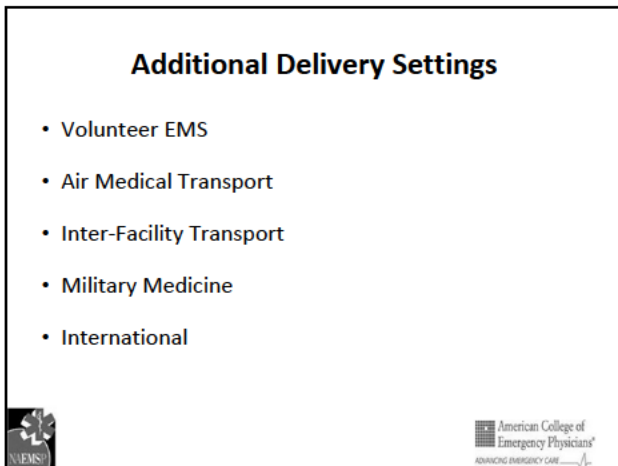 Additional Delivery Settings
• Volunteer EMS
• Air Medical Transport
• Inter-Facility Transport
• Military Medicine
• International
NAEMSP
American College of
Emergency Physicians®
ADVANCING EMERGENCY CARE